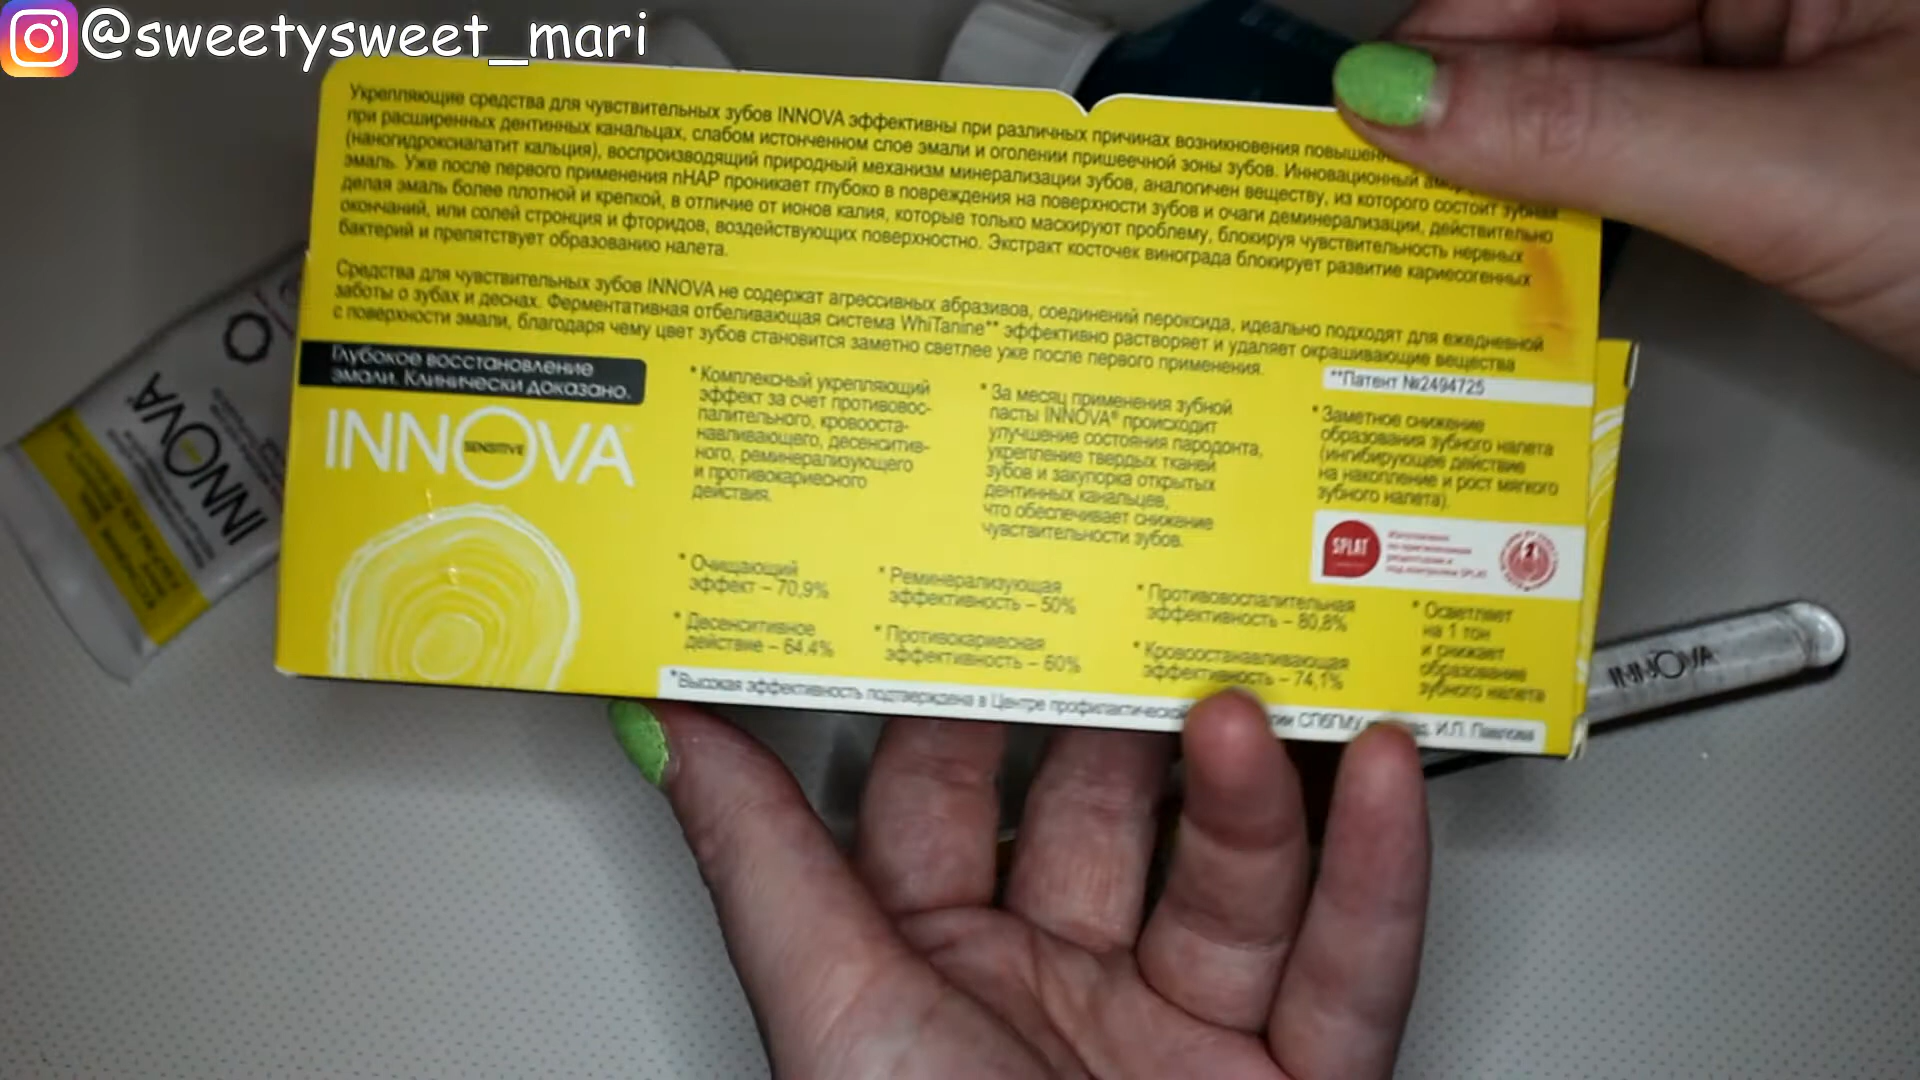 @sweetysweet_mari
Укрепляющие средства для чувствительных зубов INNOVA эффективны при различных причинах возникновения
при расширенных дентинных канальцах, слабом истонченном слое эмали и оголении пришеечной зоны зубов. Инновационный
(наногидроксиапатит кальция), воспроизводящий природный механизм минерализации зубов, аналогичен веществу, из которого состоит зубная
эмаль. Уже после первого применения nHAP проникает глубоко в повреждения на поверхности зубов и очаги деминерализации, действительно
делая эмаль более плотной и крепкой, в отличие от ионов калия, которые только маскируют проблему, блокируя чувствительность нервных
окончаний, или солей стронция и фторидов, воздействующих поверхностно. Экстракт косточек винограда блокирует развитие кариесогенных
бактерий и препятствует образованию налета.
Средства для чувствительных зубов INNOVA не содержат агрессивных абразивов, соединений пероксида, идеально подходят для ежедневной
заботы о зубах и деснах. Ферментативная отбеливающая система WhiTanine** эффективно растворяет и удаляет окрашивающие вещества
с поверхности эмали, благодаря чему цвет зубов становится заметно светлее уже после первого применения.
**Патент №2494725
Глубокое восстановление
эмали. Клинически доказано.
INNOVA
SENSITIVE
*Комплексный укрепляющий
эффект за счет противовос-
палительного, кровооста-
навливающего, десенситив-
ного, реминерализующего
и противокариесного
действия.
*За месяц применения зубной
пасты INNOVA® происходит
улучшение состояния пародонта,
укрепление твердых тканей
зубов и закупорка открытых
дентинных канальцев,
что обеспечивает снижение
чувствительности зубов.
*Заметное снижение
образования зубного налета
(ингибирующее действие
на накопление и рост мягкого
зубного налета).
SPLAT
*Очищающий
эффект – 70,9%
*Реминерализующая
эффективность – 50%
*Противовоспалительная
эффективность – 80,8%
*Осветляет
на 1 тон
и снижает
образование
зубного налета
*Десенситивное
действие – 64,4%
*Противокариесная
эффективность – 60%
*Кровоостанавливающая
эффективность – 74,1%
*Высокая эффективность подтверждена в Центре профилактической СПбГМУ И.П. Павлова
INNOVA
INNOVA